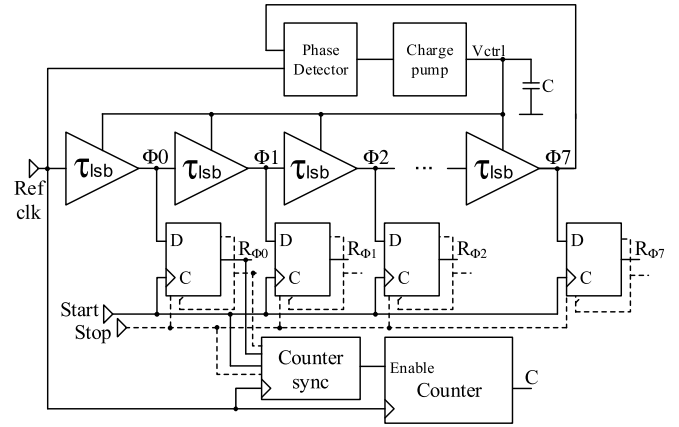 Phase
Detector
Charge
pump
Vctrl
C
τlsb
Φ0
τlsb
Φ1
τlsb
Φ2
...
τlsb
Φ7
Ref
clk
D
C
RΦ0
D
C
RΦ1
D
C
RΦ2
D
C
RΦ7
Start
Stop
Counter
sync
Enable
Counter
C